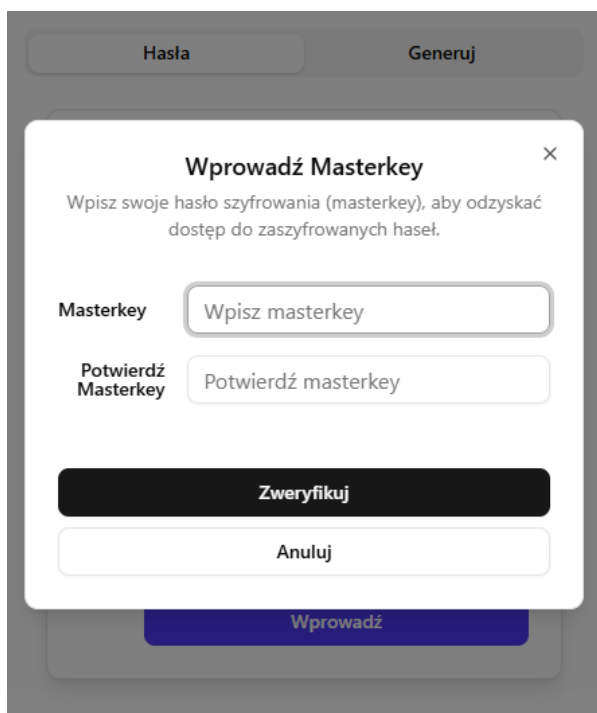 Hasła
Generuj
Wprowadź Masterkey
Wpisz swoje hasło szyfrowania (masterkey), aby odzyskać
dostęp do zaszyfrowanych haseł.
Masterkey
Wpisz masterkey
Potwierdź
Masterkey
Potwierdź masterkey
Zweryfikuj
Anuluj
Wprowadź